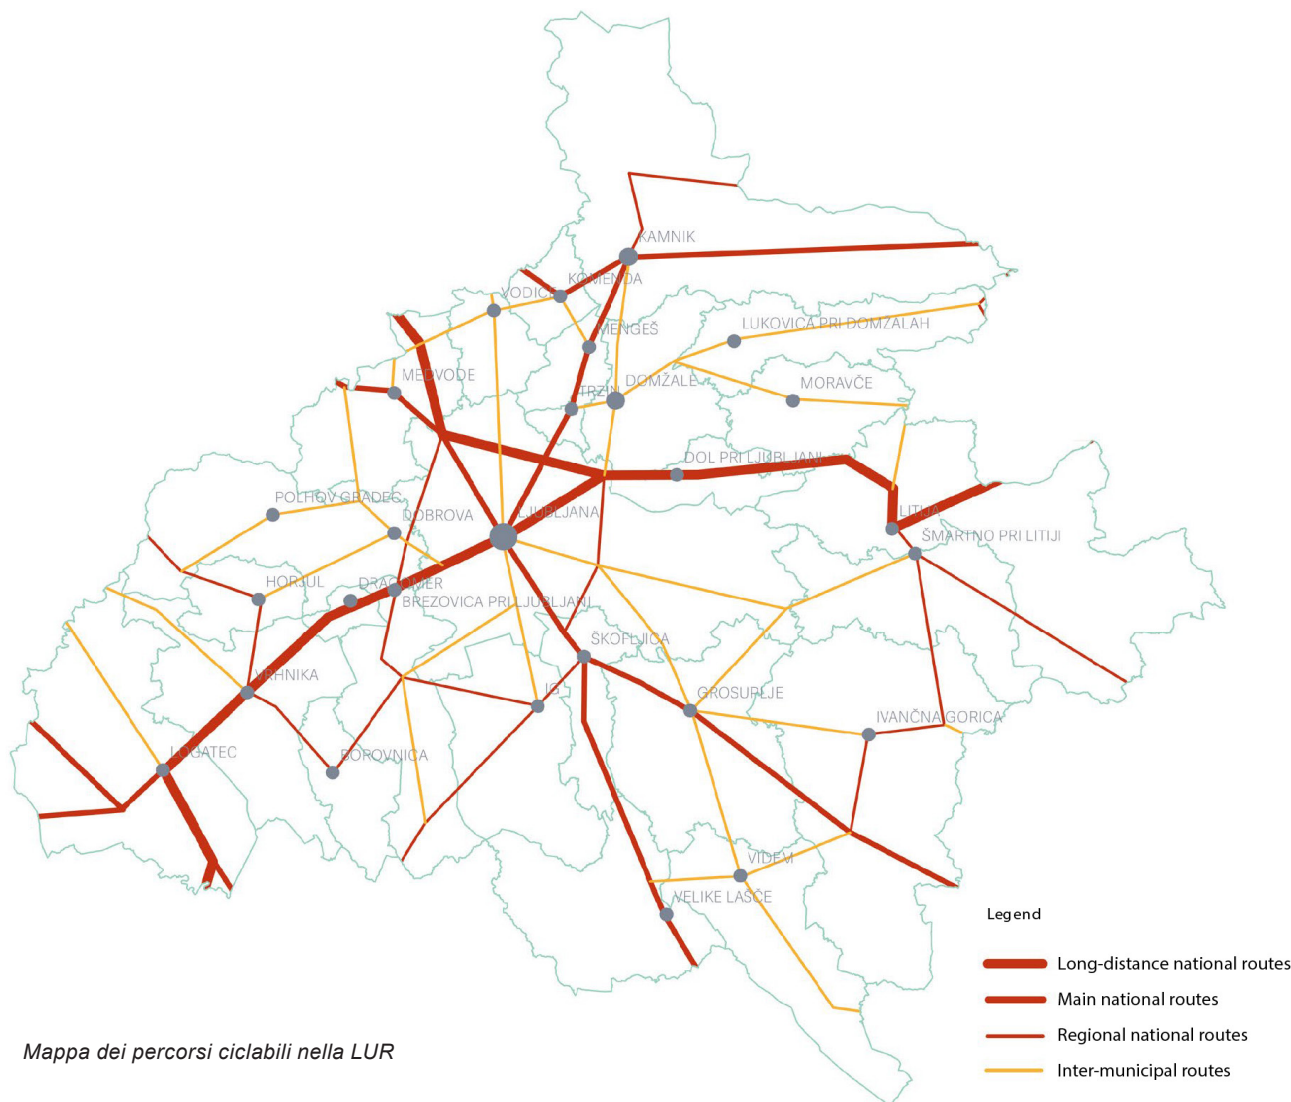 KAMNIK
KOMENDA
VODICE
LUKOVICA PRI DOMŽALAH
MENGEŠ
MEDVODE
DOMŽALE
MORAVČE
TRZIN
DOL PRI LJUBLJANI
POLHOV GRADEC
LJUBLJANA
DOBROVA
LITIJA
ŠMARTNO PRI LITIJI
HORJUL
DRAGOMER
BREZOVICA PRI LJUBLJANI
ŠKOFLJICA
VRHNIKA
IG
GROSUPLJE
IVANČNA GORICA
LOGATEC
BOROVNICA
VIDEM
VELIKE LAŠČE
Legend
Long-distance national routes
Main national routes
Regional national routes
Inter-municipal routes
Mappa dei percorsi ciclabili nella LUR